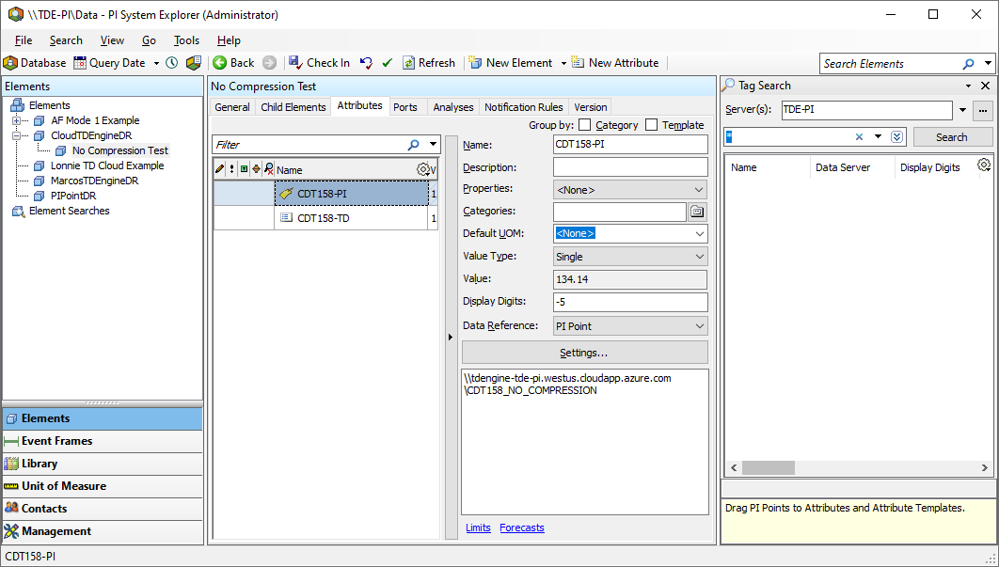 \\TDE-PI\Data - PI System Explorer (Administrator)
File Search View Go Tools Help
Database Query Date Back Check In Refresh New Element New Attribute
Search Elements
Elements
Elements
AF Mode 1 Example
CloudTDEngineDR
No Compression Test
Lonnie TD Cloud Example
MarcosTDEngineDR
PIPointDR
Element Searches
Elements
Event Frames
Library
Unit of Measure
Contacts
Management
No Compression Test
General Child Elements Attributes Ports Analyses Notification Rules Version
Group by: Category Template
Filter
Name V
CDT158-PI 1
CDT158-TD 1
Name: CDT158-PI
Description:
Properties: <None>
Categories:
Default UOM: <None>
Value Type: Single
Value: 134.14
Display Digits: -5
Data Reference: PI Point
Settings...
\\tdengine-tde-pi.westus.cloudapp.azure.com
\CDT158_NO_COMPRESSION
Limits Forecasts
Tag Search
Server(s): TDE-PI ...
* Search
Name Data Server Display Digits
Drag PI Points to Attributes and Attribute Templates.
CDT158-PI